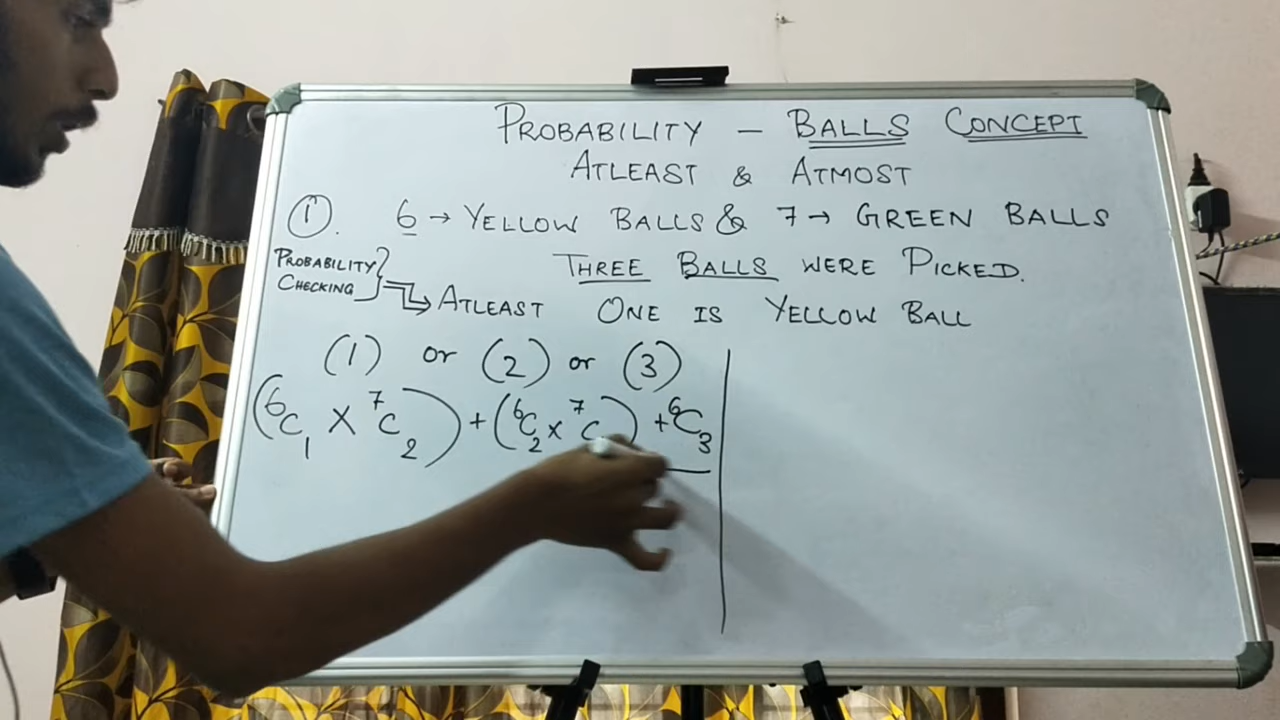 PROBABILITY – BALLS CONCEPT
ATLEAST & ATMOST
① . 6 → YELLOW BALLS & 7 → GREEN BALLS
THREE BALLS WERE PICKED.
PROBABILITY CHECKING } → ATLEAST ONE IS YELLOW BALL
(1) or (2) or (3)
(⁶C₁ X ⁷C₂) + (⁶C₂ x ⁷C ) + ⁶C₃